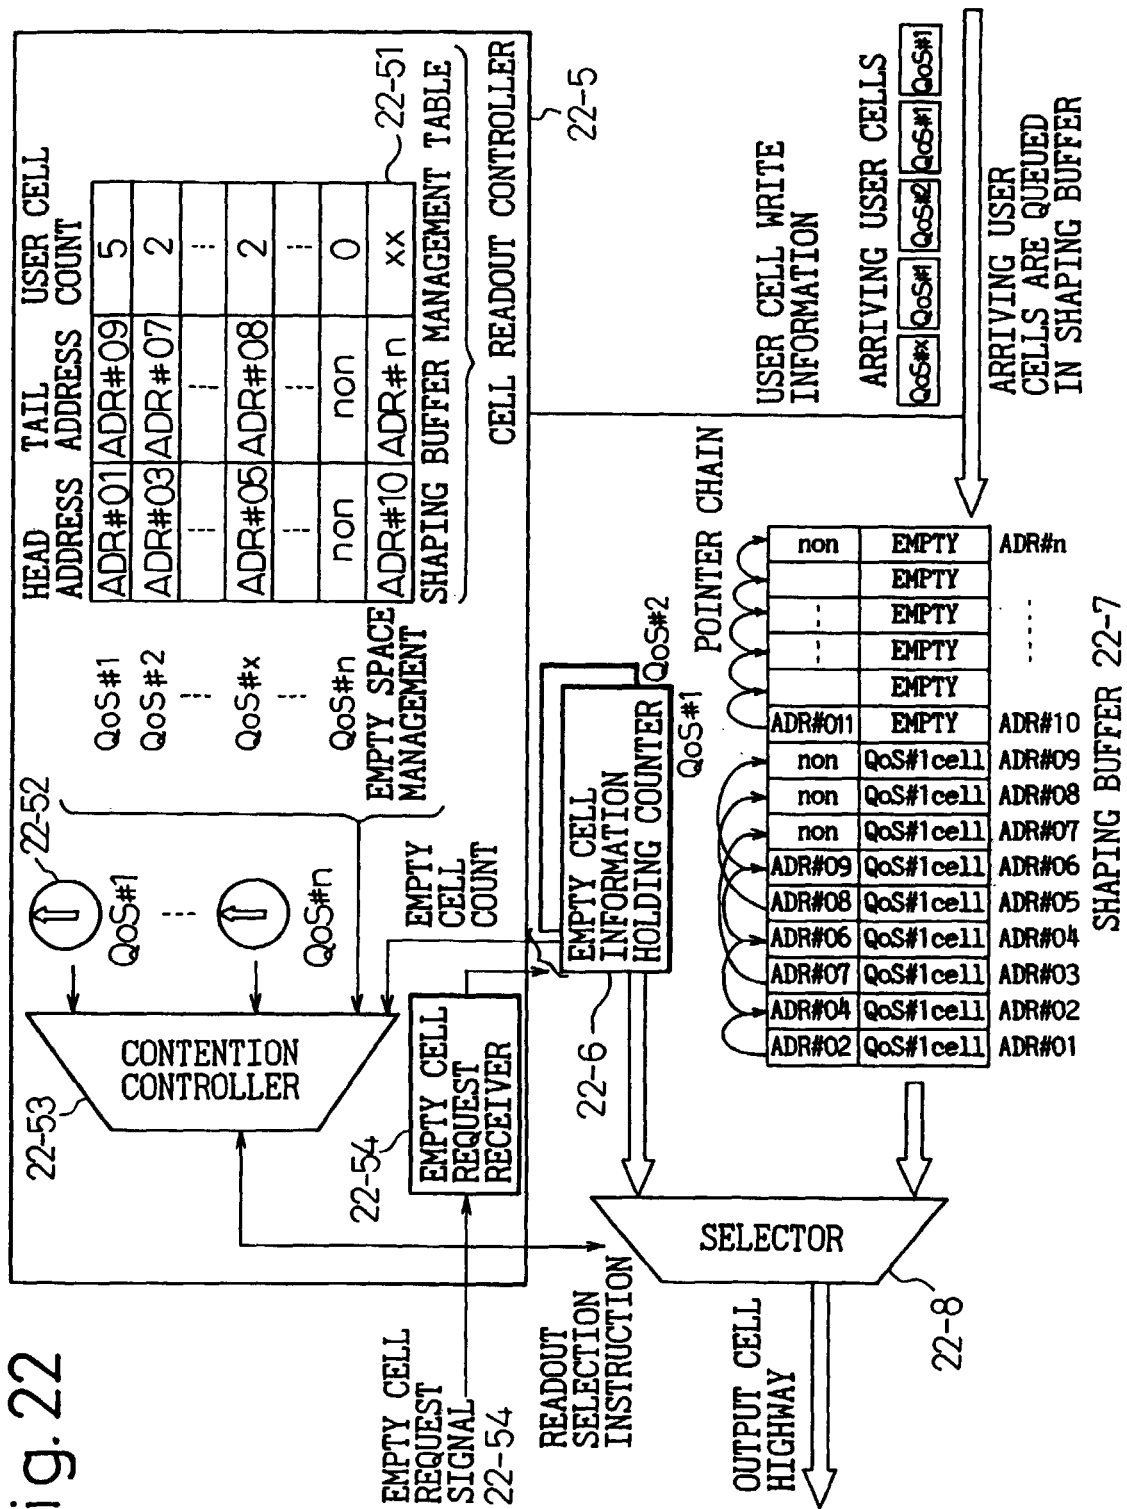 ig. 22
HEAD ADDRESS
TAIL ADDRESS
USER CELL COUNT
QoS#1
ADR#01
ADR#09
5
QoS#2
ADR#03
ADR#07
2
QoS#x
ADR#05
ADR#08
2
QoS#n
non
non
0
EMPTY SPACE
MANAGEMENT
ADR#10
ADR#n
xx
22-51
SHAPING BUFFER MANAGEMENT TABLE
CELL READOUT CONTROLLER
22-5
22-52
QoS#1
QoS#n
CONTENTION
CONTROLLER
22-53
EMPTY
CELL
COUNT
EMPTY CELL
REQUEST
RECEIVER
22-54
EMPTY CELL
REQUEST
SIGNAL
22-54
READOUT
SELECTION
INSTRUCTION
EMPTY CELL
INFORMATION
HOLDING COUNTER
QoS#1
QoS#2
22-6
SELECTOR
22-8
OUTPUT CELL
HIGHWAY
USER CELL WRITE
INFORMATION
ARRIVING USER CELLS
QoS#x
QoS#1
QoS#2
QoS#1
QoS#1
ARRIVING USER
CELLS ARE QUEUED
IN SHAPING BUFFER
POINTER CHAIN
non EMPTY ADR#n
EMPTY
EMPTY
EMPTY
EMPTY
ADR#011 EMPTY ADR#10
non QoS#1cell ADR#09
non QoS#1cell ADR#08
non QoS#1cell ADR#07
ADR#09 QoS#1cell ADR#06
ADR#08 QoS#1cell ADR#05
ADR#06 QoS#1cell ADR#04
ADR#07 QoS#1cell ADR#03
ADR#04 QoS#1cell ADR#02
ADR#02 QoS#1cell ADR#01
SHAPING BUFFER 22-7